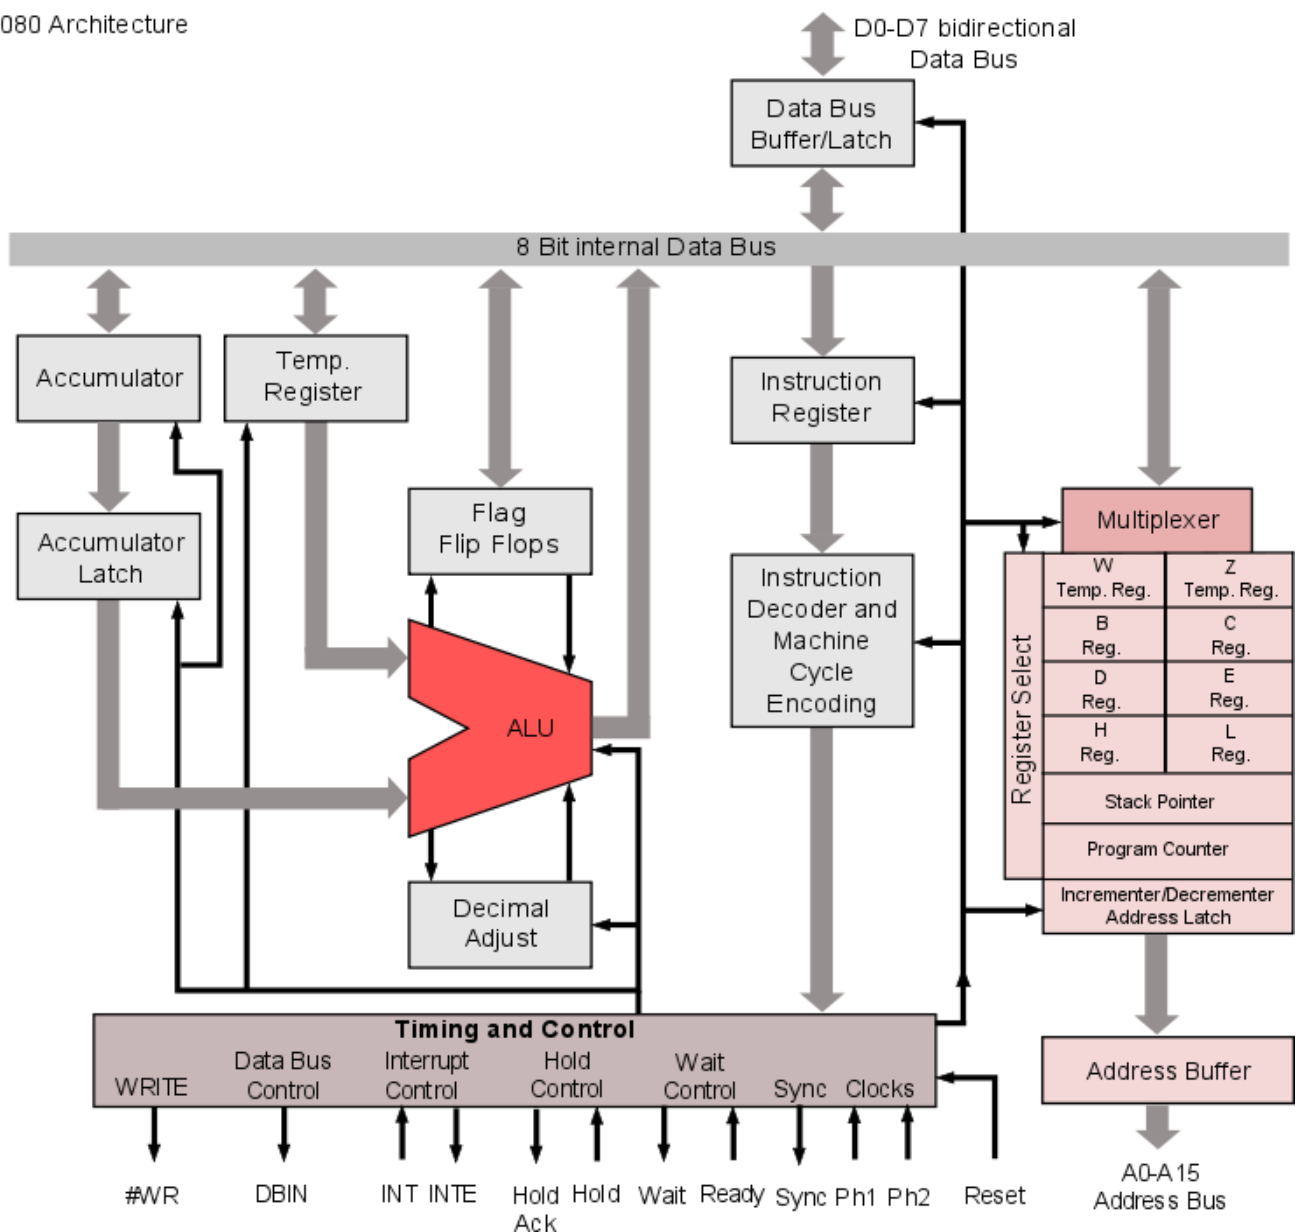 080 Architecture
D0-D7 bidirectional
Data Bus
Data Bus
Buffer/Latch
8 Bit internal Data Bus
Accumulator
Temp.
Register
Instruction
Register
Flag
Flip Flops
Multiplexer
Accumulator
Latch
Instruction
Decoder and
Machine
Cycle
Encoding
Register Select
W
Temp. Reg.
Z
Temp. Reg.
B
Reg.
C
Reg.
D
Reg.
E
Reg.
H
Reg.
L
Reg.
Stack Pointer
Program Counter
Incrementer/Decrementer
Address Latch
ALU
Decimal
Adjust
Timing and Control
WRITE
Data Bus
Control
Interrupt
Control
Hold
Control
Wait
Control
Sync
Clocks
Address Buffer
#WR
DBIN
INT
INTE
Hold
Ack
Hold
Wait
Ready
Sync
Ph1
Ph2
Reset
A0-A15
Address Bus